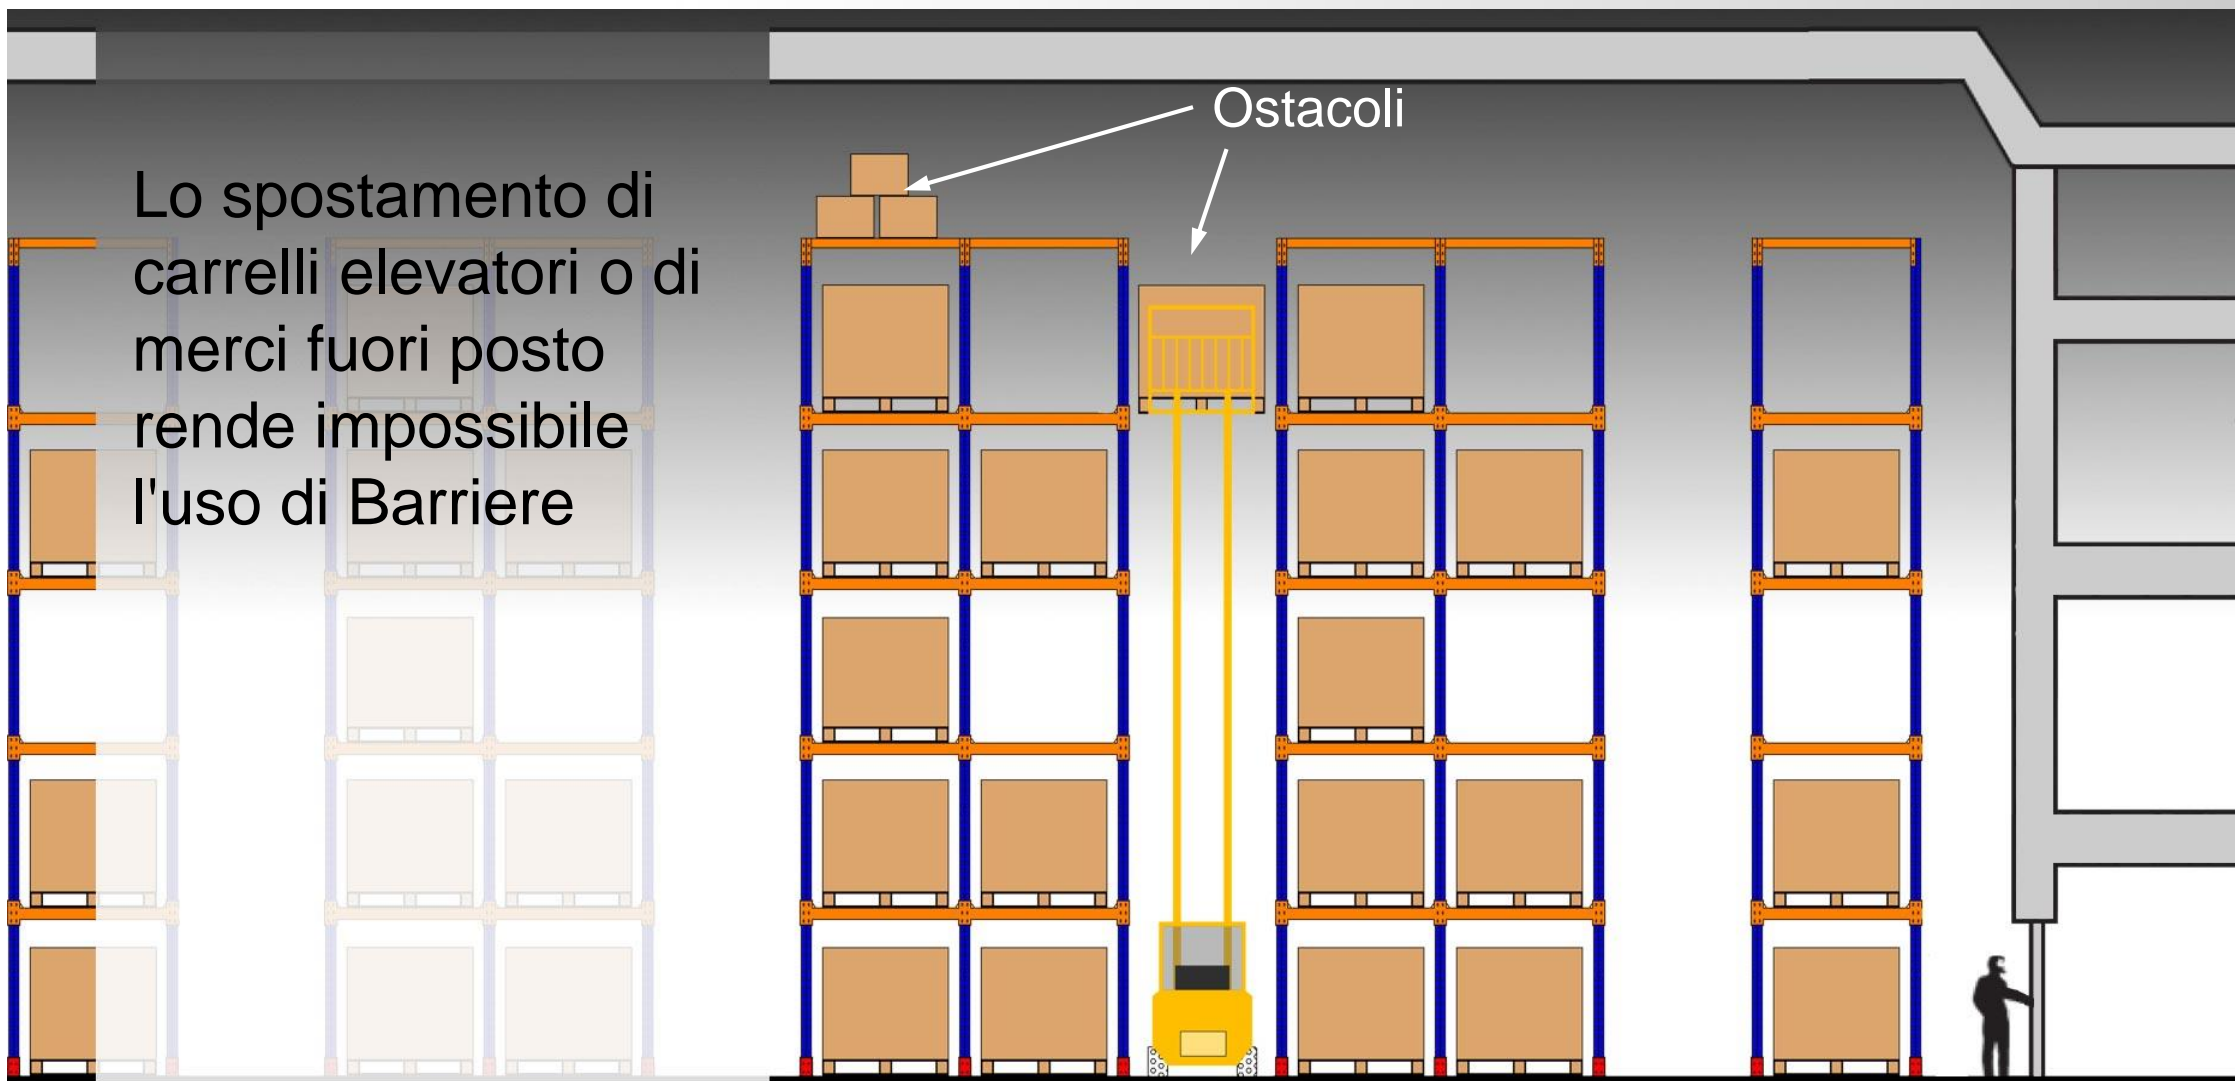 Ostacoli
Lo spostamento di
carrelli elevatori o di
merci fuori posto
rende impossibile
l'uso di Barriere